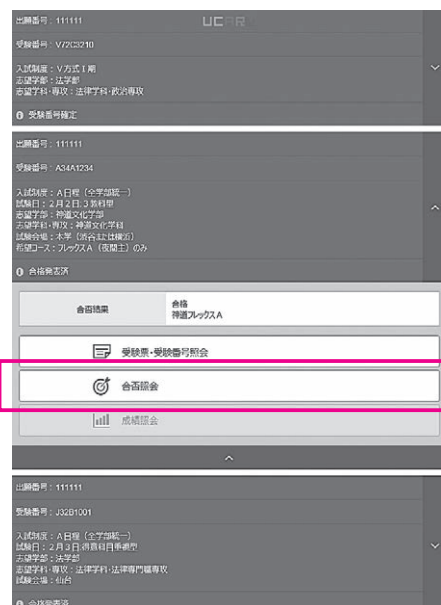 出願番号：111111
UCAR
受験番号：V72C3210
入試制度：V方式Ⅰ期
志望学部：法学部
志望学科・専攻：法律学科・政治専攻
受験番号確定
出願番号：111111
受験番号：A34A1234
入試制度：A日程（全学部統一）
試験日：2月2日:3教科型
志望学部：神道文化学部
志望学科・専攻：神道文化学科
試験会場：本学（渋谷または横浜）
希望コース：フレックスA（夜間主）のみ
合格発表済
合否結果
合格
神道フレックスA
受験票・受験番号照会
合否照会
成績照会
出願番号：111111
受験番号：J32B1001
入試制度：A日程（全学部統一）
試験日：2月3日:得意科目重視型
志望学部：法学部
志望学科・専攻：法律学科・法律専門職専攻
試験会場：仙台
合格発表済